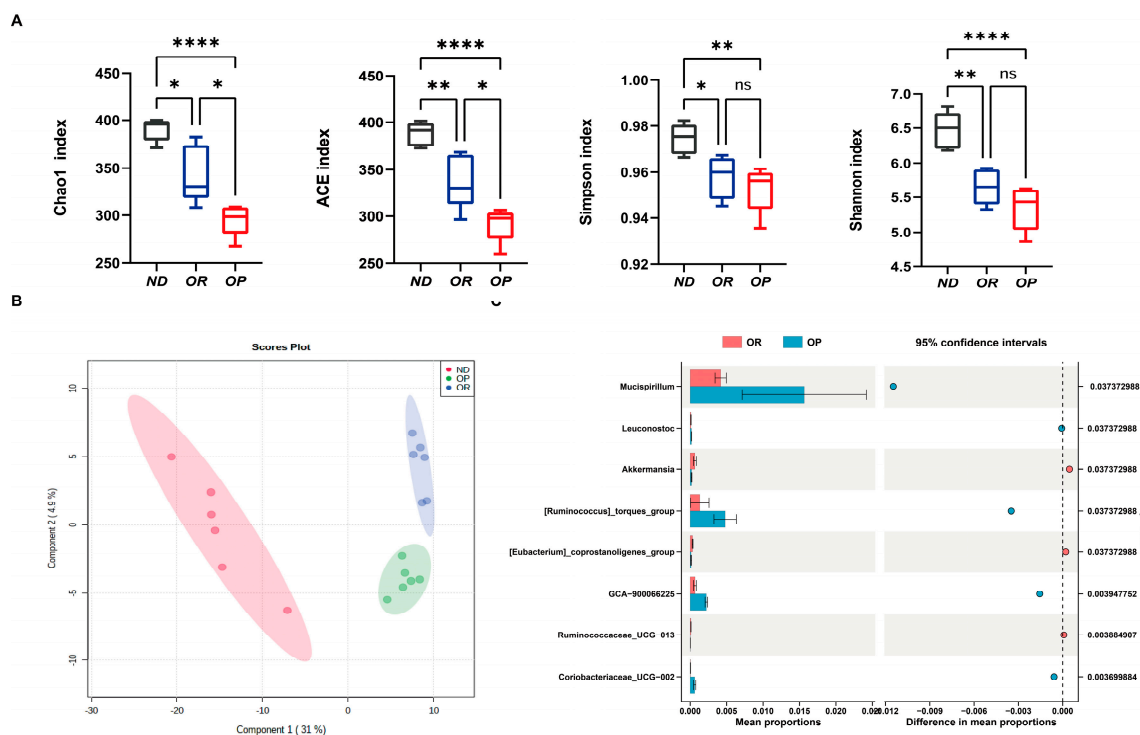 A
**** **** ** ****
* * ** * * ns ** ns
Chao1 index
450
400
350
300
250
ND OR OP
ACE index
450
400
350
300
250
ND OR OP
Simpson index
1.00
0.98
0.96
0.94
0.92
ND OR OP
Shannon index
7.0
6.5
6.0
5.5
5.0
4.5
ND OR OP
B
Scores Plot
ND
OP
OR
Component 2 ( 4.9 %)
10
5
0
-5
-10
-30 -20 -10 0 10
Component 1 ( 31 %)
OR OP
95% confidence intervals
Mucispirillum 0.037372988
Leuconostoc 0.037372988
Akkermansia 0.037372988
[Ruminococcus]_torques_group 0.037372988
[Eubacterium]_coprostanoligenes_group 0.037372988
GCA-900066225 0.003947752
Ruminococcaceae_UCG_013 0.003884907
Coriobacteriaceae_UCG-002 0.003699884
0.000 0.005 0.010 0.015 −0.009 −0.006 −0.003 0.000
Mean proportions
Difference in mean proportions